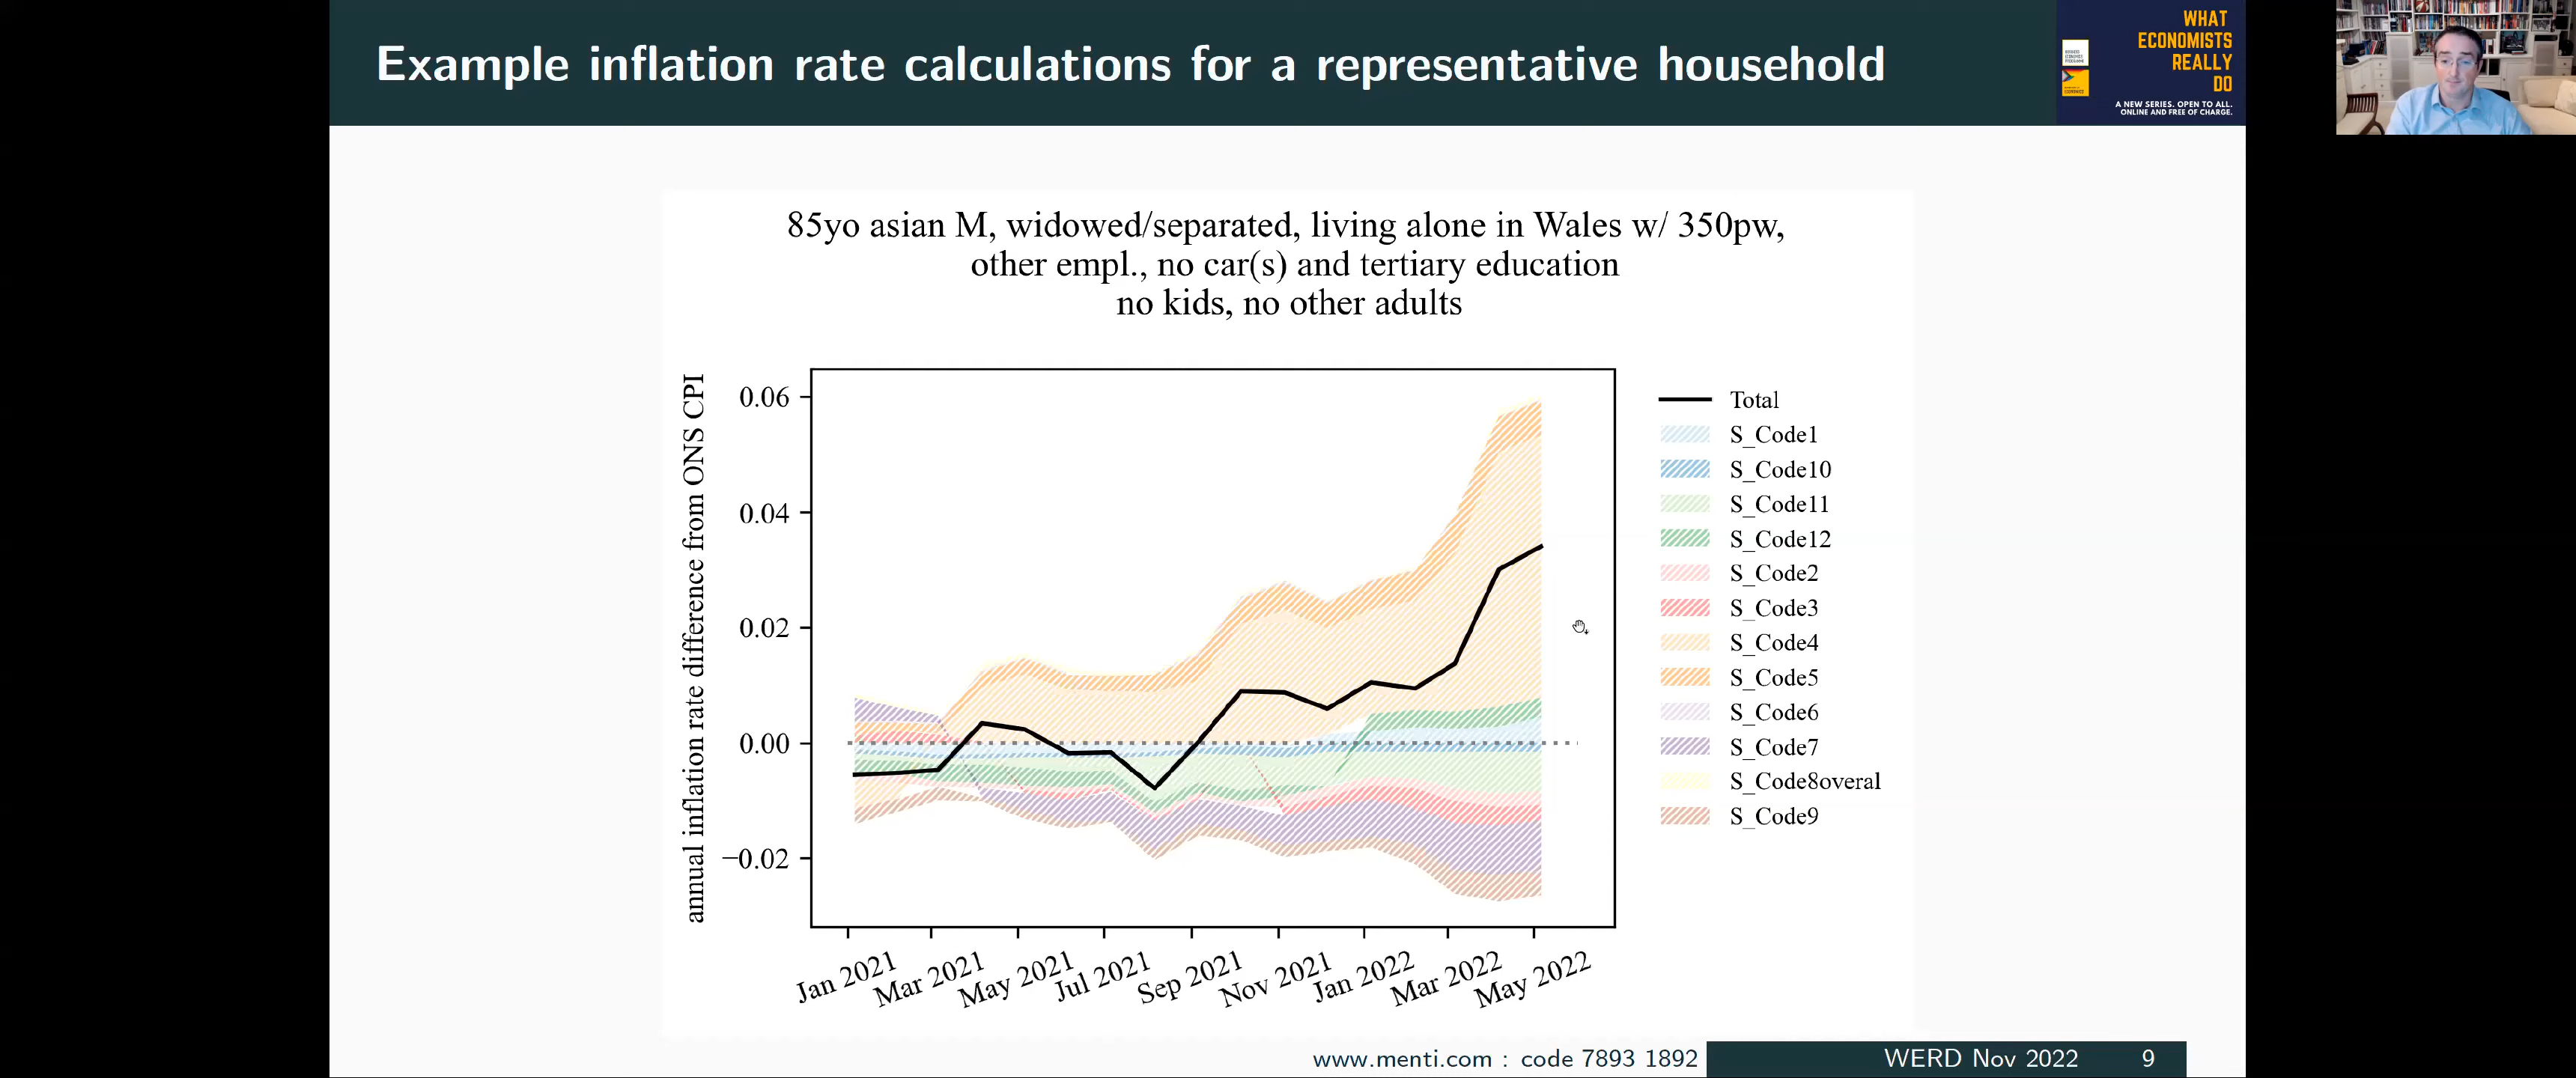 Example inflation rate calculations for a representative household
WHAT
ECONOMISTS
REALLY
DO
A NEW SERIES. OPEN TO ALL.
ONLINE AND FREE OF CHARGE.
85yo asian M, widowed/separated, living alone in Wales w/ 350pw,
other empl., no car(s) and tertiary education
no kids, no other adults
annual inflation rate difference from ONS CPI
0.06
0.04
0.02
0.00
−0.02
Jan 2021
Mar 2021
May 2021
Jul 2021
Sep 2021
Nov 2021
Jan 2022
Mar 2022
May 2022
Total
S_Code1
S_Code10
S_Code11
S_Code12
S_Code2
S_Code3
S_Code4
S_Code5
S_Code6
S_Code7
S_Code8overal
S_Code9
www.menti.com : code 7893 1892
WERD Nov 2022 9